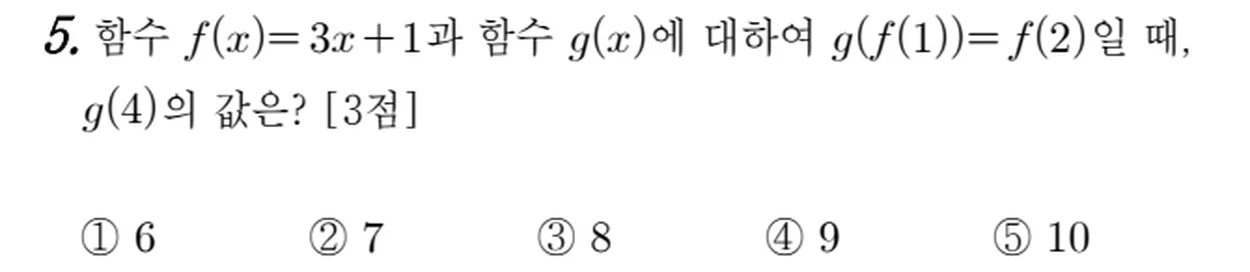 5. 함수 f(x)=3x+1과 함수 g(x)에 대하여 g(f(1))=f(2)일 때,
g(4)의 값은? [3점]
① 6 ② 7 ③ 8 ④ 9 ⑤ 10